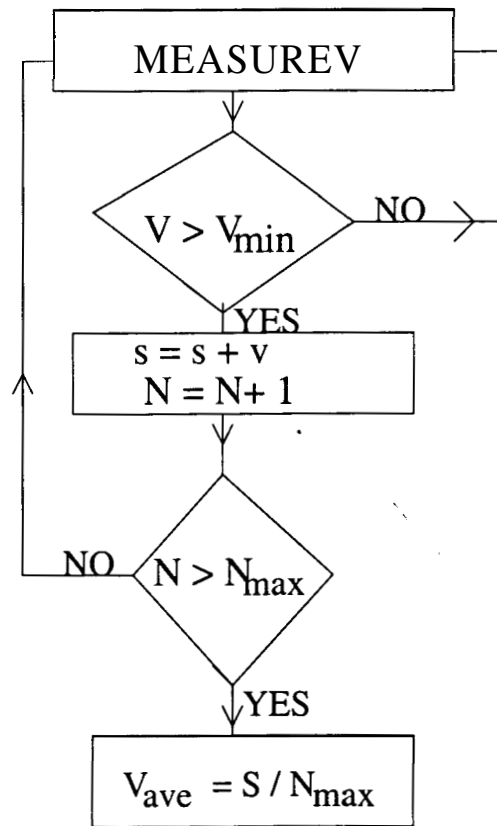 MEASUREV
V > Vmin
NO
YES
s = s + v
N = N+ 1
NO
N > Nmax
YES
Vave = S / Nmax